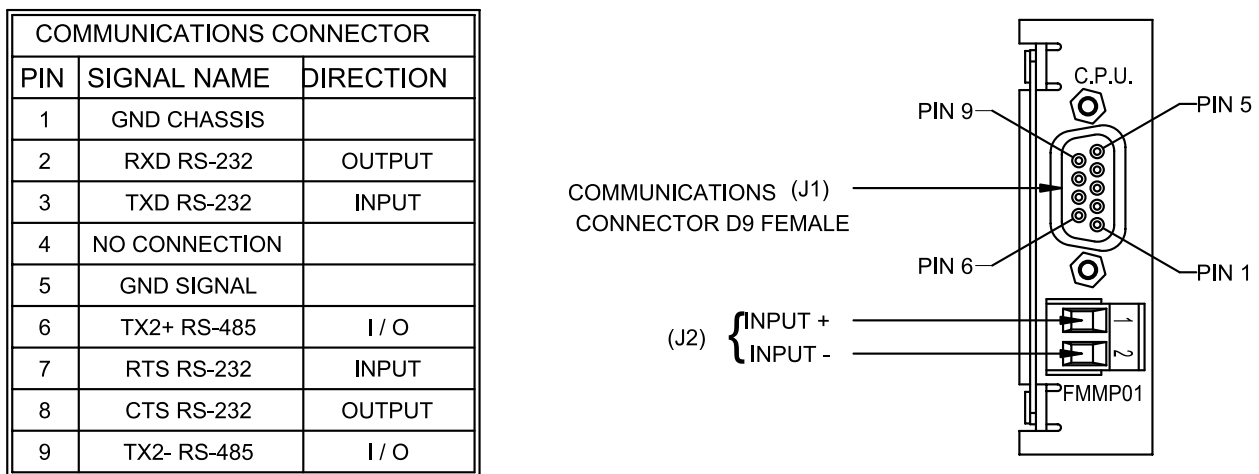 COMMUNICATIONS CONNECTOR
PIN SIGNAL NAME DIRECTION
1 GND CHASSIS
2 RXD RS-232 OUTPUT
3 TXD RS-232 INPUT
4 NO CONNECTION
5 GND SIGNAL
6 TX2+ RS-485 I / O
7 RTS RS-232 INPUT
8 CTS RS-232 OUTPUT
9 TX2- RS-485 I / O
C.P.U.
PIN 9
PIN 5
COMMUNICATIONS (J1)
CONNECTOR D9 FEMALE
PIN 6
PIN 1
(J2) { INPUT +
INPUT -
1
2
FMMP01